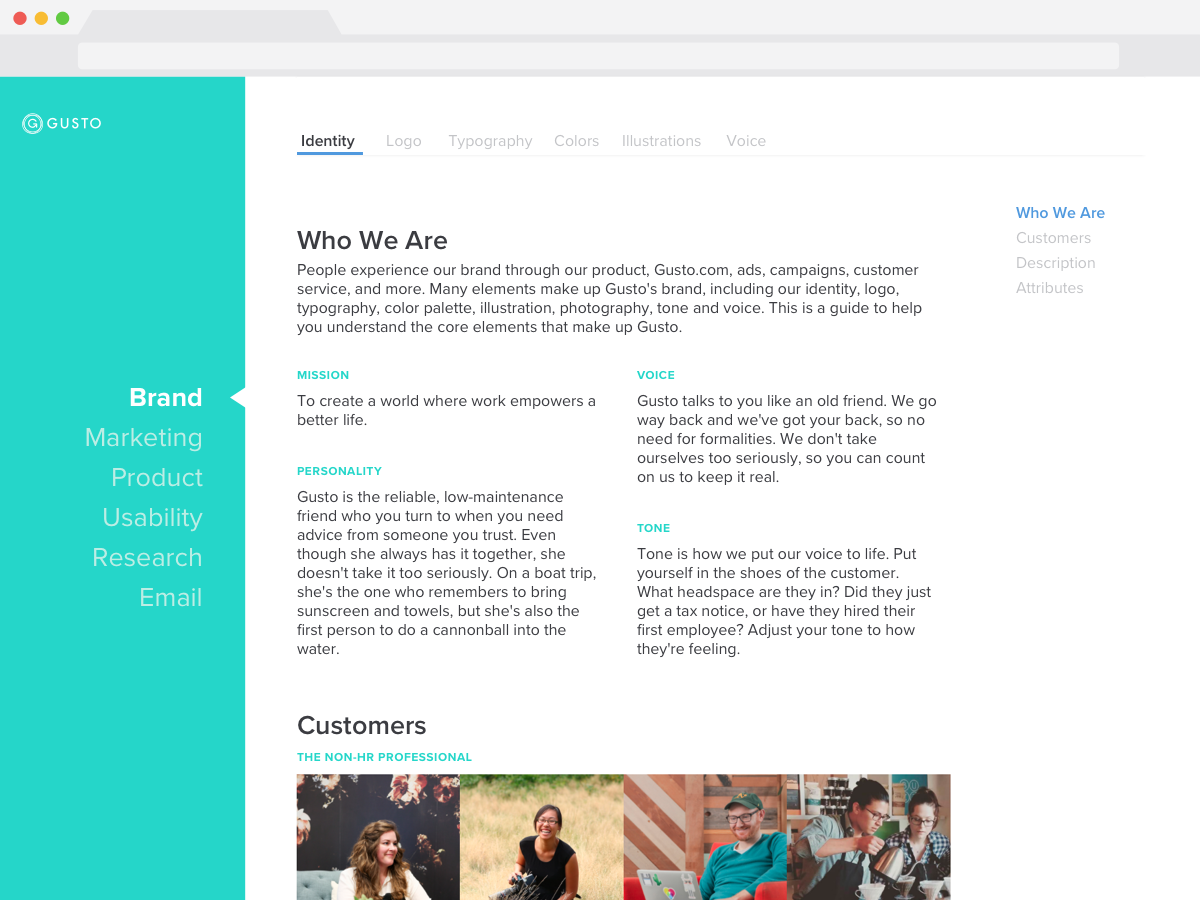 GUSTO
Brand
Marketing
Product
Usability
Research
Email
Identity
Logo
Typography
Colors
Illustrations
Voice
Who We Are
People experience our brand through our product, Gusto.com, ads, campaigns, customer
service, and more. Many elements make up Gusto's brand, including our identity, logo,
typography, color palette, illustration, photography, tone and voice. This is a guide to help
you understand the core elements that make up Gusto.
MISSION
To create a world where work empowers a
better life.
PERSONALITY
Gusto is the reliable, low-maintenance
friend who you turn to when you need
advice from someone you trust. Even
though she always has it together, she
doesn't take it too seriously. On a boat trip,
she's the one who remembers to bring
sunscreen and towels, but she's also the
first person to do a cannonball into the
water.
VOICE
Gusto talks to you like an old friend. We go
way back and we've got your back, so no
need for formalities. We don't take
ourselves too seriously, so you can count
on us to keep it real.
TONE
Tone is how we put our voice to life. Put
yourself in the shoes of the customer.
What headspace are they in? Did they just
get a tax notice, or have they hired their
first employee? Adjust your tone to how
they're feeling.
Customers
THE NON-HR PROFESSIONAL
Who We Are
Customers
Description
Attributes